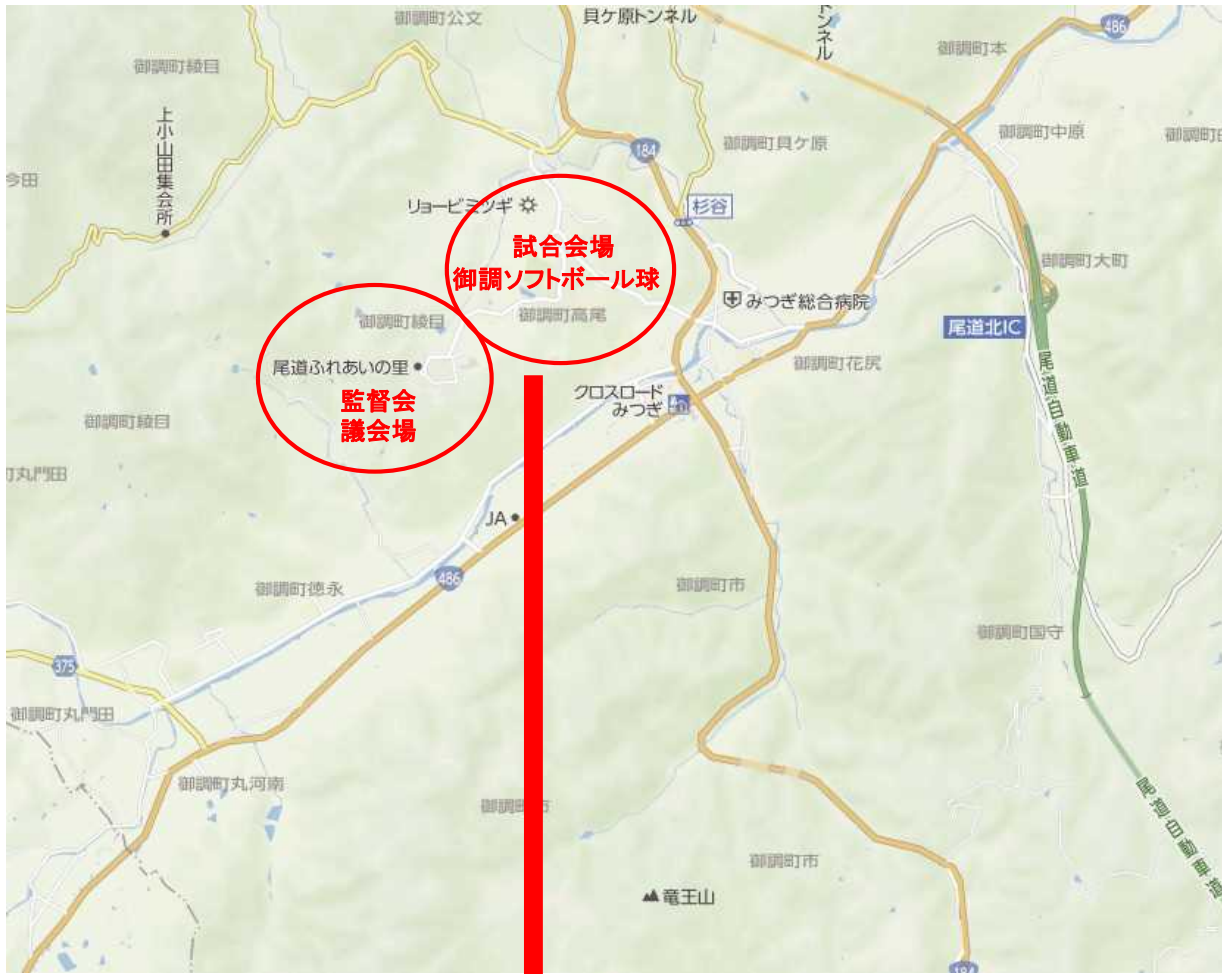 御調町公文
貝ケ原トンネル
トンネル
486
御調町本
御調町綾目
上小山田集会所
184
御調町貝ケ原
御調町中原
今田
リョービミツギ
杉谷
試合会場
御調ソフトボール球
御調町大町
みつぎ総合病院
御調町綾目
御調町高尾
尾道北IC
尾道ふれあいの里
御調町花尻
監督会
議会場
クロスロード
みつぎ
御調町綾目
尾道自動車道
町丸門田
JA
486
御調町徳永
御調町市
御調町国守
375
御調町丸門田
御調町丸河南
尾道自動車道
御調町市
竜王山
184